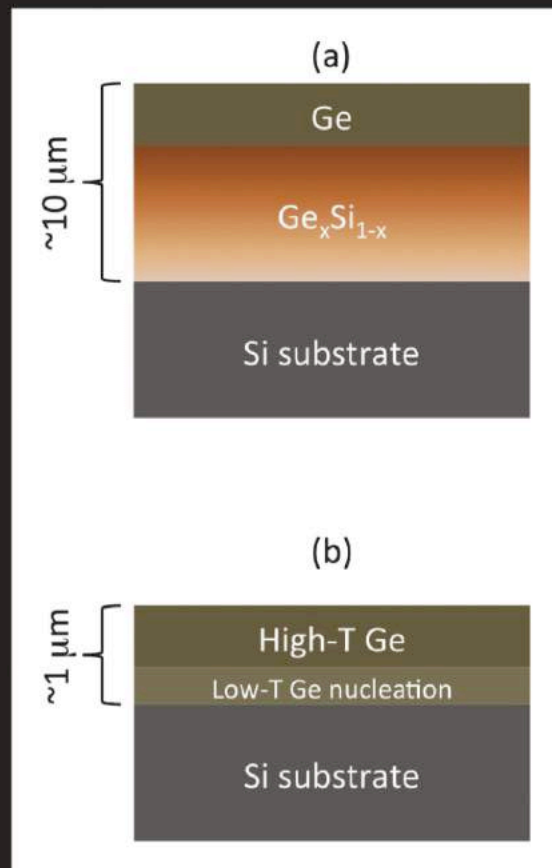 (a)
~10 μm
Ge
GeₓSi₁₋ₓ
Si substrate
(b)
~1 μm
High-T Ge
Low-T Ge nucleation
Si substrate